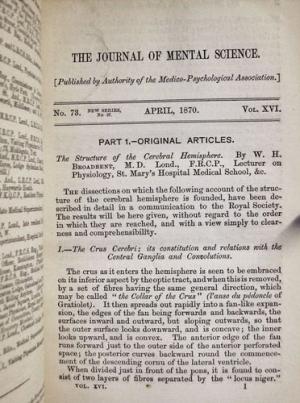 THE JOURNAL OF MENTAL SCIENCE.
[Published by Authority of the Medico-Psychological Association.]
No. 73. NEW SERIES, APRIL, 1870. VOL. XVI.
PART 1.—ORIGINAL ARTICLES.
The Structure of the Cerebral Hemisphere. By W. H.
BROADBENT, M.D. Lond., F.R.C.P., Lecturer on
Physiology, St. Mary's Hospital Medical School, &c.
THE dissections on which the following account of the struc-
ture of the cerebral hemisphere is founded, have been de-
scribed in detail in a communication to the Royal Society.
The results will be here given, without regard to the order
in which they are reached, and with a view simply to clear-
ness and comprehensibility.
I.—The Crus Cerebri; its constitution and relations with the
Central Ganglia and Convolutions.
The crus as it enters the hemisphere is seen to be embraced
on its inferior aspect by the optic tract, and when this is removed,
by a set of fibres having the same general direction, which
may be called "the Collar of the Crus" (l'anse du pédoncule of
Gratiolet). It then spreads out rapidly into a fan-like expan-
sion, the edges of the fan being forwards and backwards, the
surfaces inward and outward, but sloping outwards, so that
the outer surface looks downward, and is concave; the inner
looks upward, and is convex. The anterior edge of the fan
runs forward just to the outer side of the anterior perforated
space; the posterior curves backward round the commence-
ment of the descending cornu of the lateral ventricle.
When divided just in front of the pons, it is found to con-
sist of two layers of fibres separated by the "locus niger."
VOL. XVI. 1